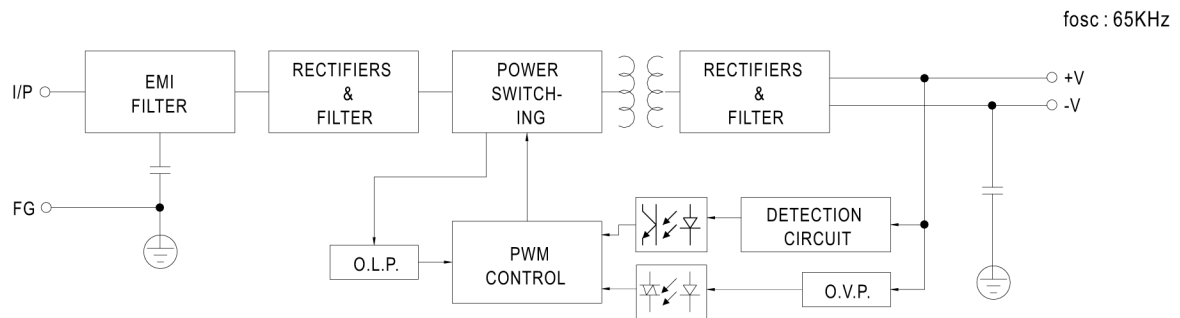 fosc : 65KHz
I/P
EMI
FILTER
RECTIFIERS
&
FILTER
POWER
SWITCH-
ING
RECTIFIERS
&
FILTER
+V
-V
FG
O.L.P.
PWM
CONTROL
DETECTION
CIRCUIT
O.V.P.